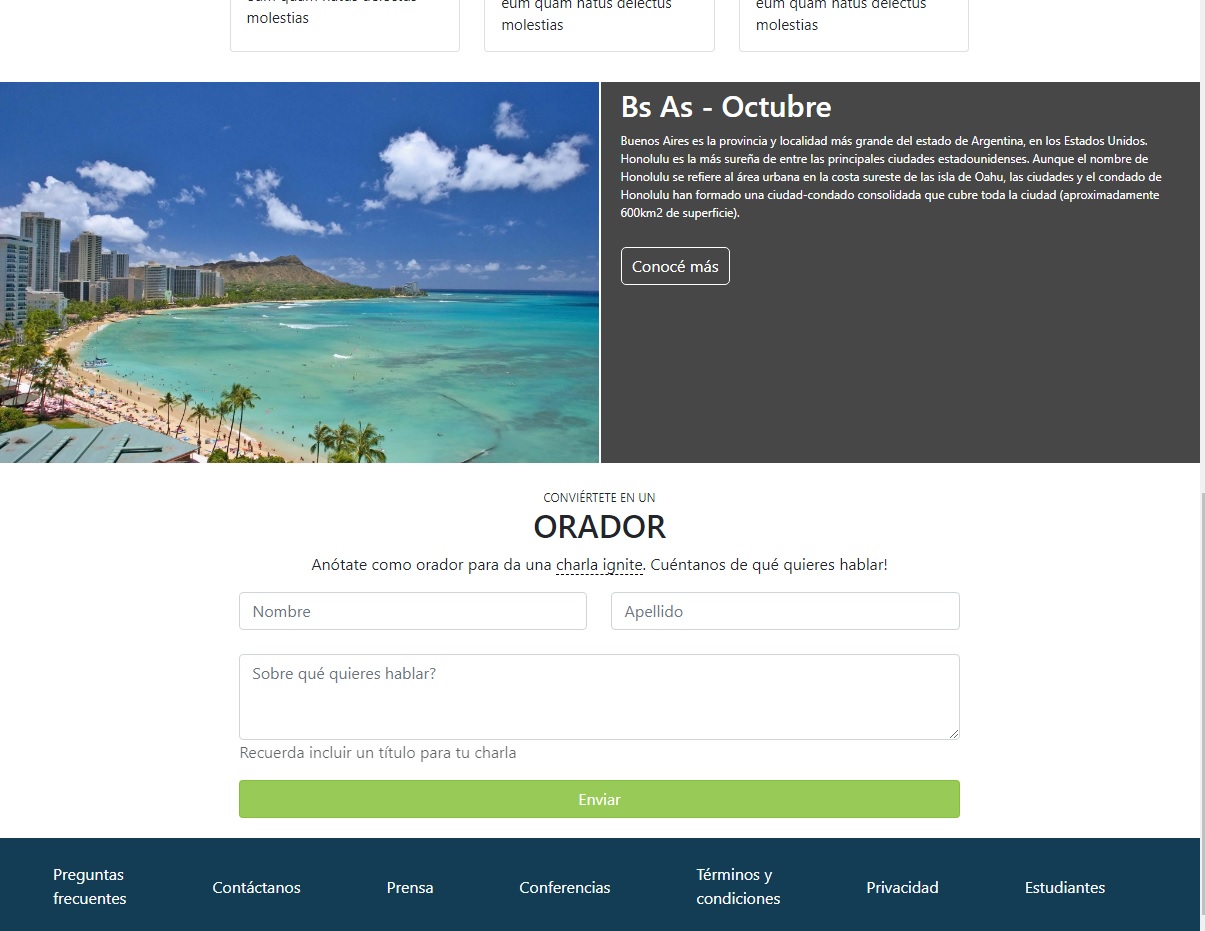 molestias
eum quam natus delectus
molestias
eum quam natus delectus
molestias
Bs As - Octubre
Buenos Aires es la provincia y localidad más grande del estado de Argentina, en los Estados Unidos.
Honolulu es la más sureña de entre las principales ciudades estadounidenses. Aunque el nombre de
Honolulu se refiere al área urbana en la costa sureste de las isla de Oahu, las ciudades y el condado de
Honolulu han formado una ciudad-condado consolidada que cubre toda la ciudad (aproximadamente
600km2 de superficie).
Conocé más
CONVIÉRTETE EN UN
ORADOR
Anótate como orador para da una charla ignite. Cuéntanos de qué quieres hablar!
Nombre
Apellido
Sobre qué quieres hablar?
Recuerda incluir un título para tu charla
Enviar
Preguntas
frecuentes
Contáctanos
Prensa
Conferencias
Términos y
condiciones
Privacidad
Estudiantes